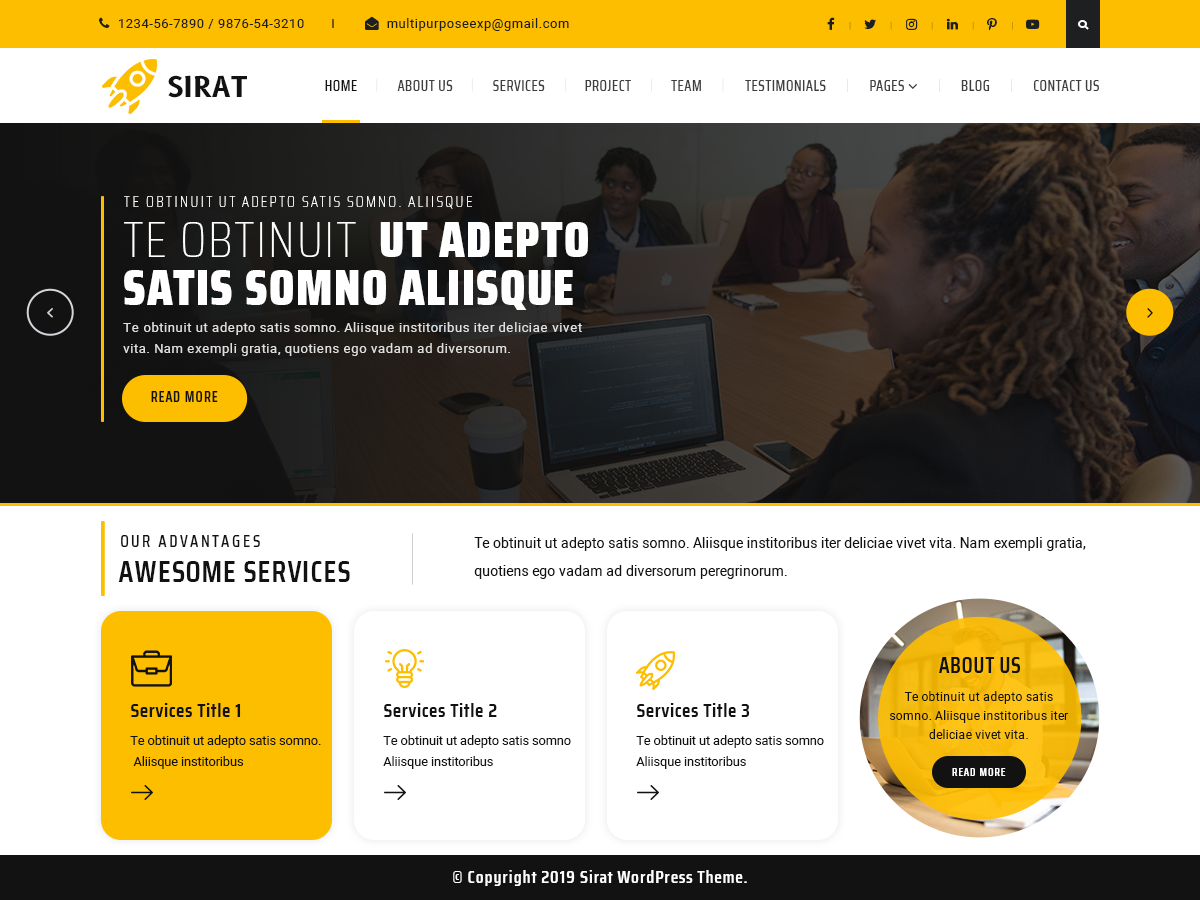 1234-56-7890 / 9876-54-3210 I multipurposeexp@gmail.com
SIRAT
HOME ABOUT US SERVICES PROJECT TEAM TESTIMONIALS PAGES BLOG CONTACT US
TE OBTINUIT UT ADEPTO SATIS SOMNO. ALIISQUE
TE OBTINUIT UT ADEPTO
SATIS SOMNO ALIISQUE
Te obtinuit ut adepto satis somno. Aliisque institoribus iter deliciae vivet
vita. Nam exempli gratia, quotiens ego vadam ad diversorum.
READ MORE
OUR ADVANTAGES
AWESOME SERVICES
Te obtinuit ut adepto satis somno. Aliisque institoribus iter deliciae vivet vita. Nam exempli gratia,
quotiens ego vadam ad diversorum peregrinorum.
Services Title 1
Te obtinuit ut adepto satis somno.
Aliisque institoribus
Services Title 2
Te obtinuit ut adepto satis somno
Aliisque institoribus
Services Title 3
Te obtinuit ut adepto satis somno
Aliisque institoribus
ABOUT US
Te obtinuit ut adepto satis
somno. Aliisque institoribus iter
deliciae vivet vita.
READ MORE
© Copyright 2019 Sirat WordPress Theme.